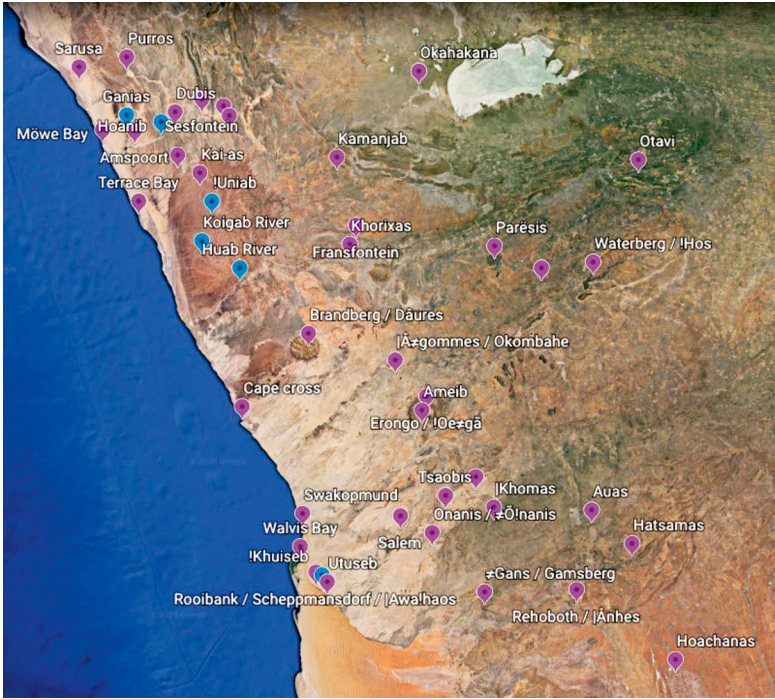 Purros
Sarusa
Okahakana
Dubis
Ganias
Hoanib
Sesfontein
Möwe Bay
Kamanjab
Otavi
Amspoort
Kai-as
Terrace Bay
!Uniab
Koigab River
Khorixas
Parēsis
Huab River
Fransfontein
Waterberg / !Hos
Brandberg / Dâures
|Â≠gommes / Okombahe
Cape cross
Ameib
Erongo / !Oe≠gā
Tsaobis
|Khomas
Swakopmund
Auas
Onanis / ≠Ō!nanis
Walvis Bay
Hatsamas
Salem
!Khuiseb
Utuseb
≠Gans / Gamsberg
Rooibank / Scheppmansdorf / |Awa!haos
Rehoboth / |Ânhes
Hoachanas